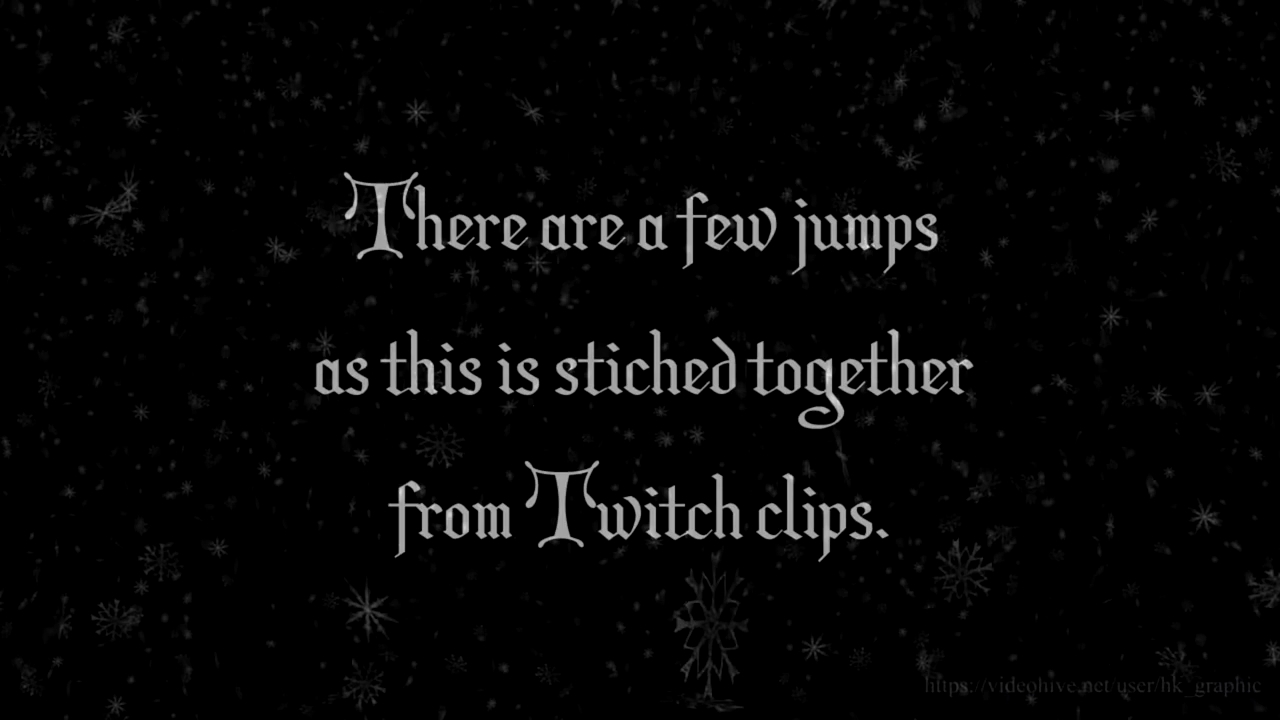 There are a few jumps
as this is stiched together
from Twitch clips.
https://videohive.net/user/hk_graphic